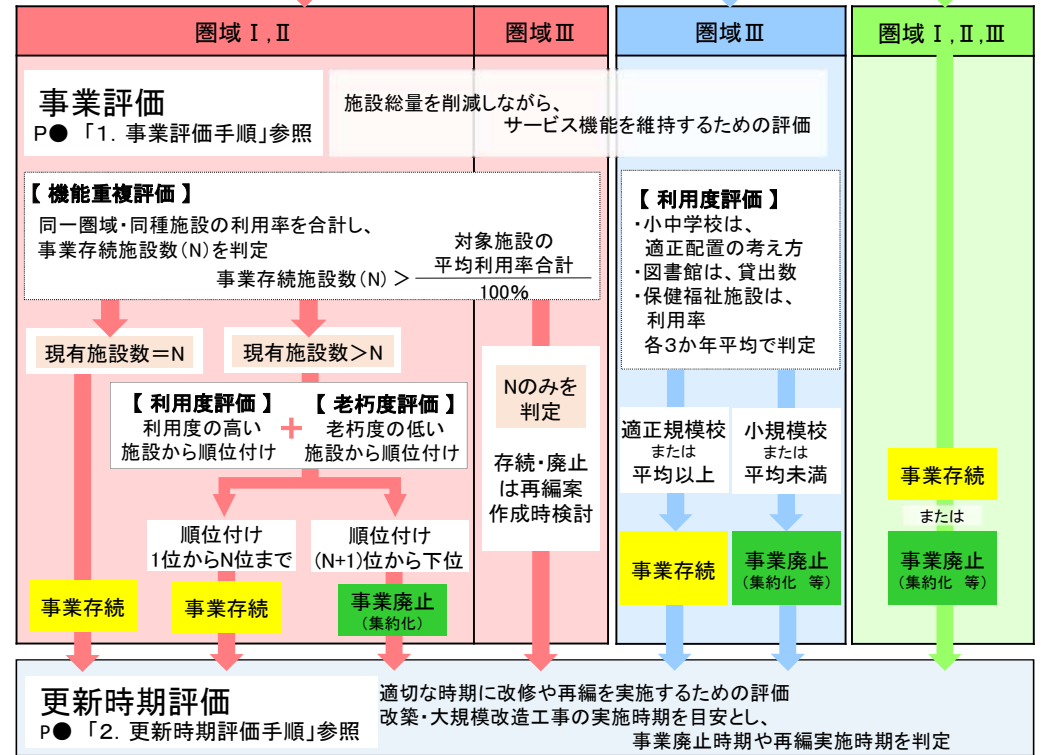 圏域Ⅰ,Ⅱ
圏域Ⅲ
圏域Ⅲ
圏域Ⅰ,Ⅱ,Ⅲ
事業評価
P● 「1．事業評価手順」参照
施設総量を削減しながら、
サービス機能を維持するための評価
【 機能重複評価 】
同一圏域・同種施設の利用率を合計し、
事業存続施設数(N)を判定
事業存続施設数(N) >
対象施設の
平均利用率合計
100%
現有施設数＝N
現有施設数>N
【 利用度評価 】
利用度の高い
施設から順位付け
+
【 老朽度評価 】
老朽度の低い
施設から順位付け
順位付け
1位からN位まで
順位付け
(N+1)位から下位
事業存続
事業存続
事業廃止
(集約化)
Nのみを
判定
存続・廃止
は再編案
作成時検討
【 利用度評価 】
・小中学校は、
適正配置の考え方
・図書館は、貸出数
・保健福祉施設は、
利用率
各3か年平均で判定
適正規模校
または
平均以上
小規模校
または
平均未満
事業存続
事業廃止
(集約化 等)
事業存続
または
事業廃止
(集約化 等)
更新時期評価
P● 「2．更新時期評価手順」参照
適切な時期に改修や再編を実施するための評価
改築・大規模改造工事の実施時期を目安とし、
事業廃止時期や再編実施時期を判定